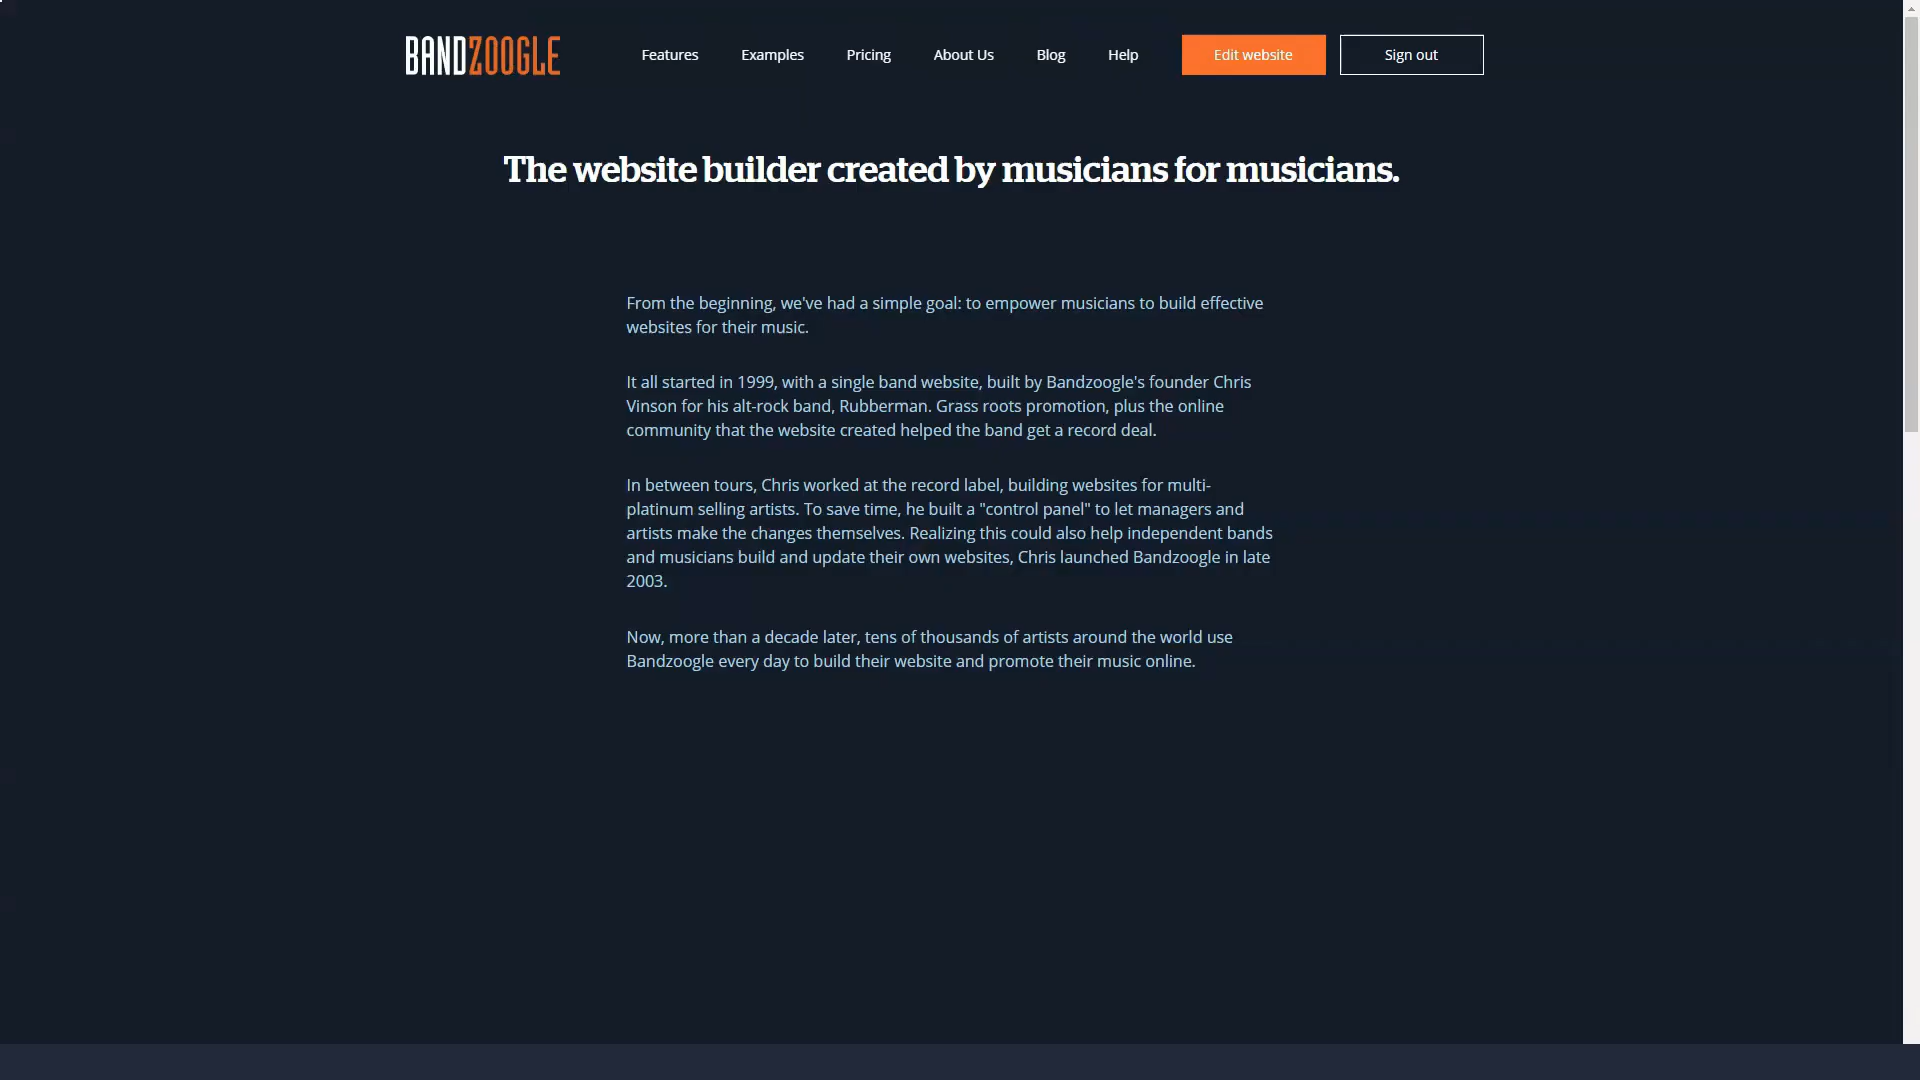 BANDZOOGLE Features Examples Pricing About Us Blog Help Edit website Sign out
The website builder created by musicians for musicians.
From the beginning, we've had a simple goal: to empower musicians to build effective
websites for their music.
It all started in 1999, with a single band website, built by Bandzoogle's founder Chris
Vinson for his alt-rock band, Rubberman. Grass roots promotion, plus the online
community that the website created helped the band get a record deal.
In between tours, Chris worked at the record label, building websites for multi-
platinum selling artists. To save time, he built a "control panel" to let managers and
artists make the changes themselves. Realizing this could also help independent bands
and musicians build and update their own websites, Chris launched Bandzoogle in late
2003.
Now, more than a decade later, tens of thousands of artists around the world use
Bandzoogle every day to build their website and promote their music online.